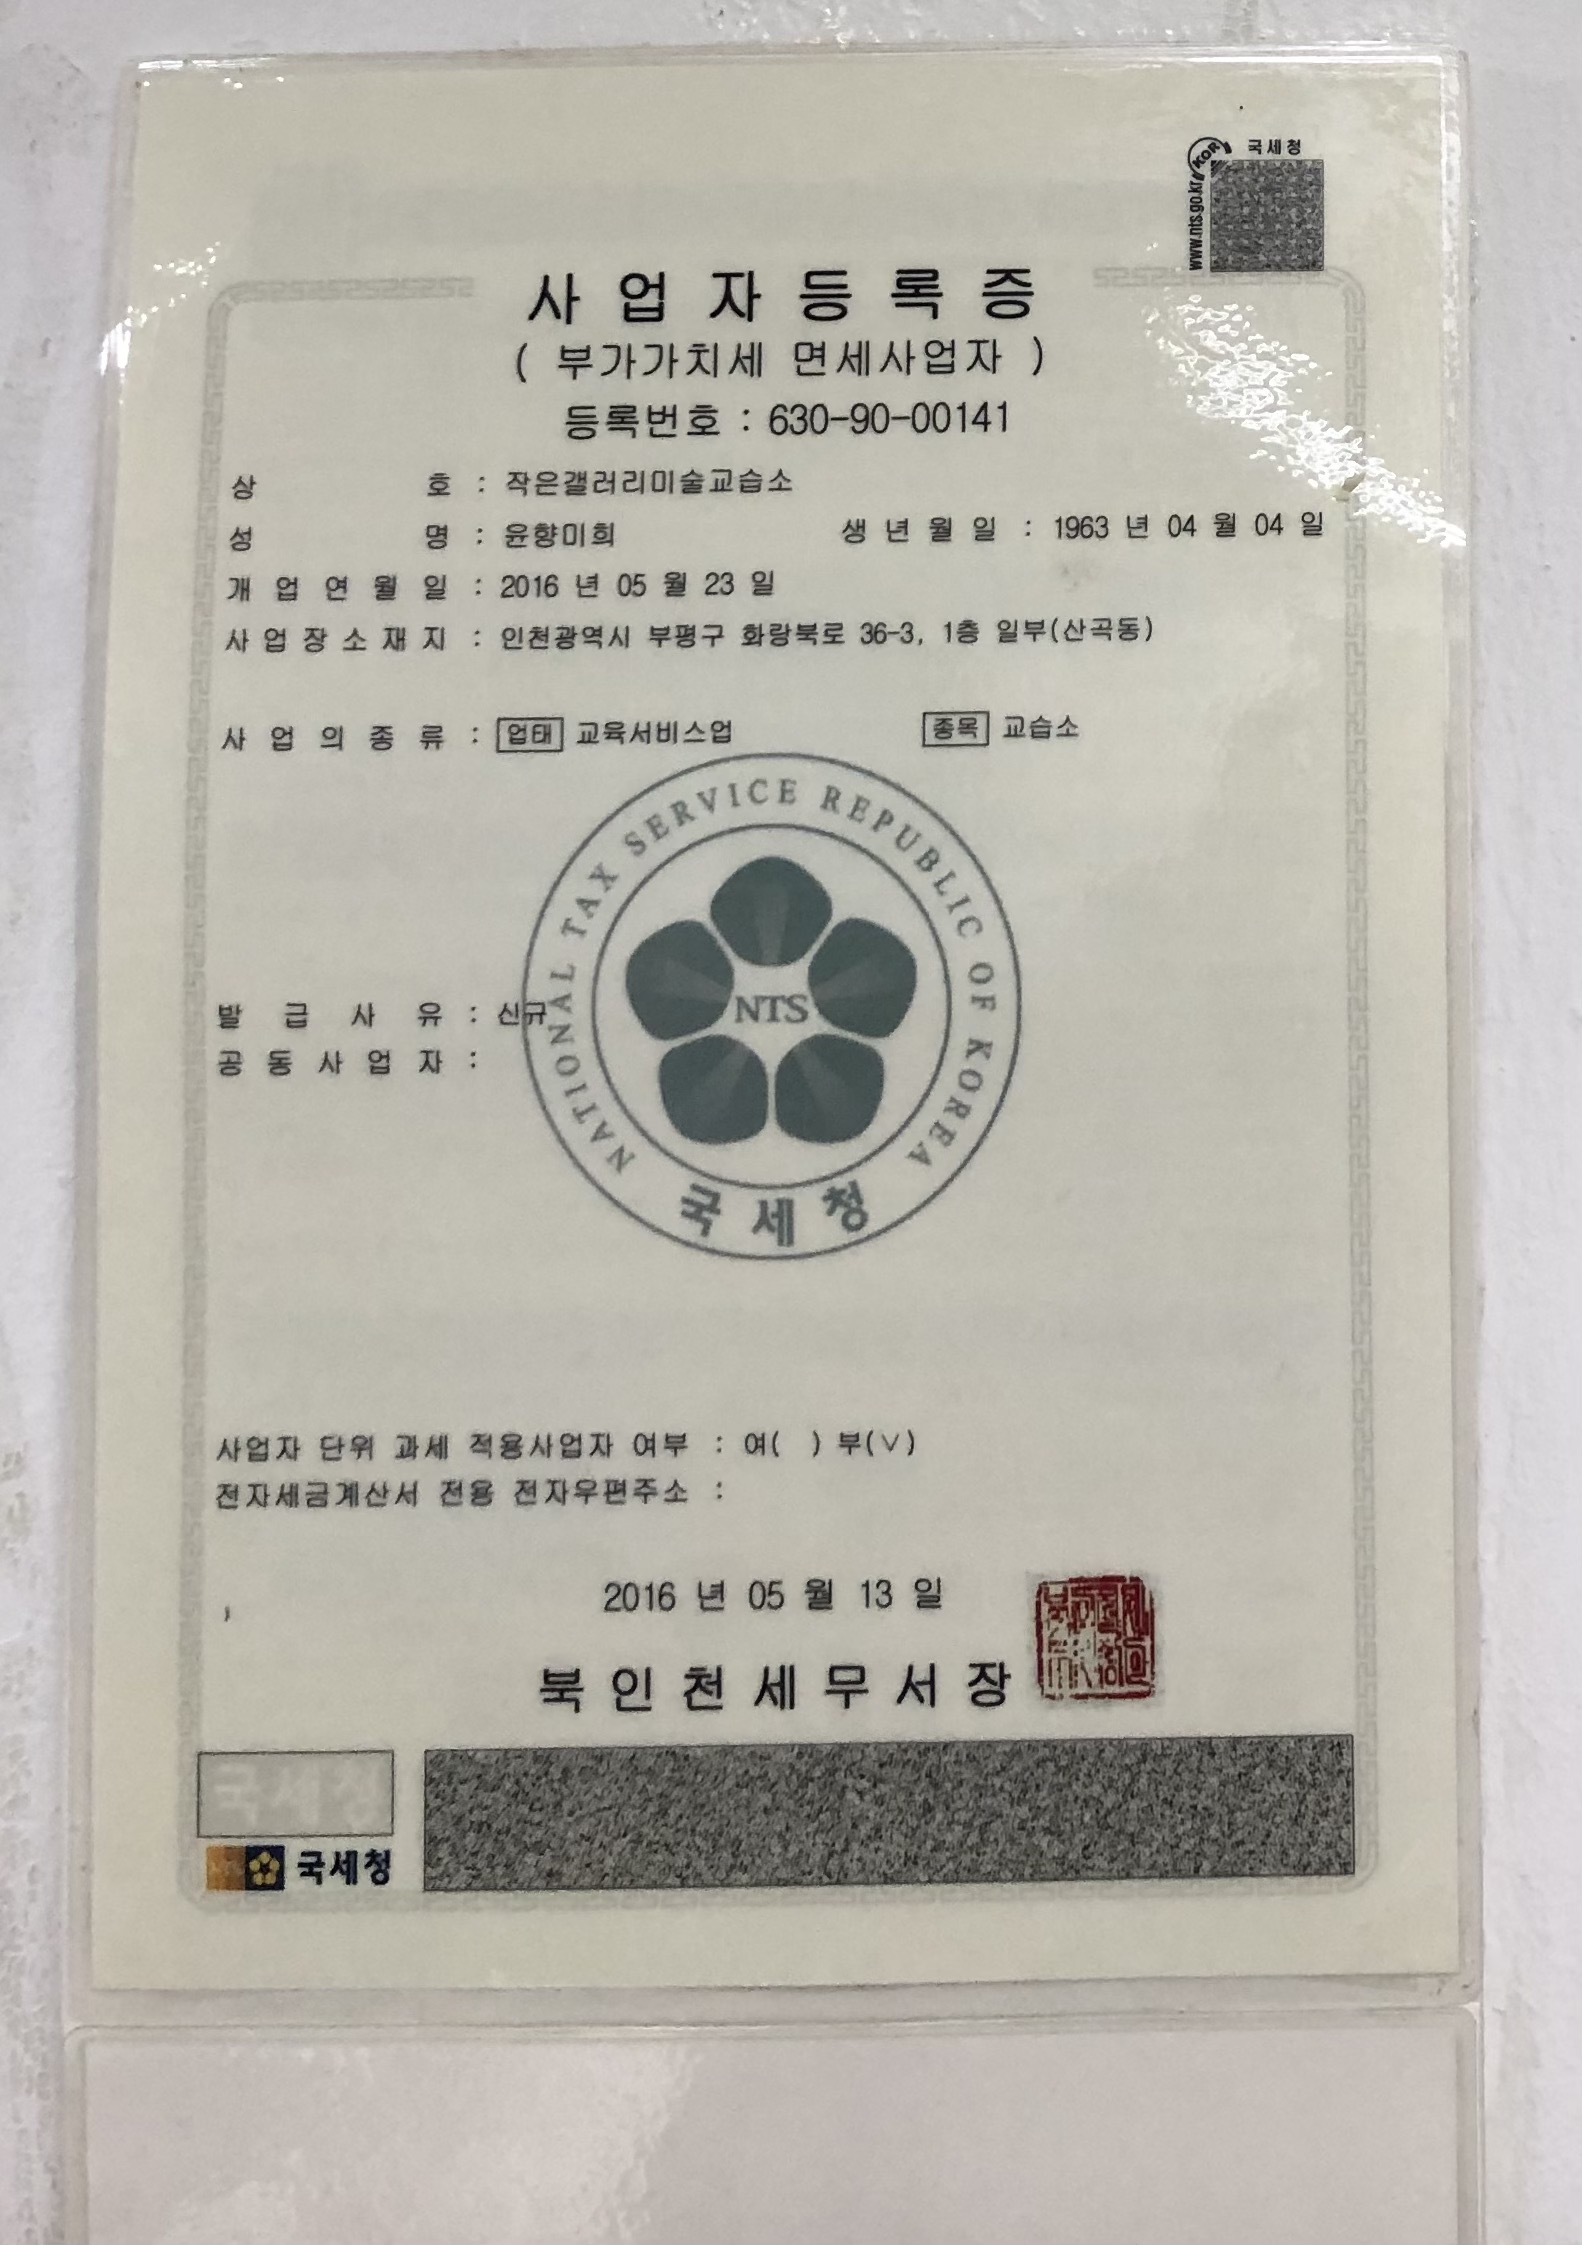 국세청
KOR
www.nts.go.kr
사업자등록증
( 부가가치세 면세사업자 )
등록번호 : 630-90-00141
상 호 : 작은갤러리미술교습소
성 명 : 윤향미희 생년월일 : 1963 년 04 월 04 일
개업연월일 : 2016 년 05 월 23 일
사업장소재지 : 인천광역시 부평구 화랑북로 36-3, 1층 일부(산곡동)
사업의종류 : 업태 교육서비스업 종목 교습소
NATIONAL TAX SERVICE REPUBLIC OF KOREA
NTS
국세청
발급사유 : 신규
공동사업자 :
사업자 단위 과세 적용사업자 여부 : 여( ) 부(∨)
전자세금계산서 전용 전자우편주소 :
2016 년 05 월 13 일
북인천세무서장
국세청
국세청